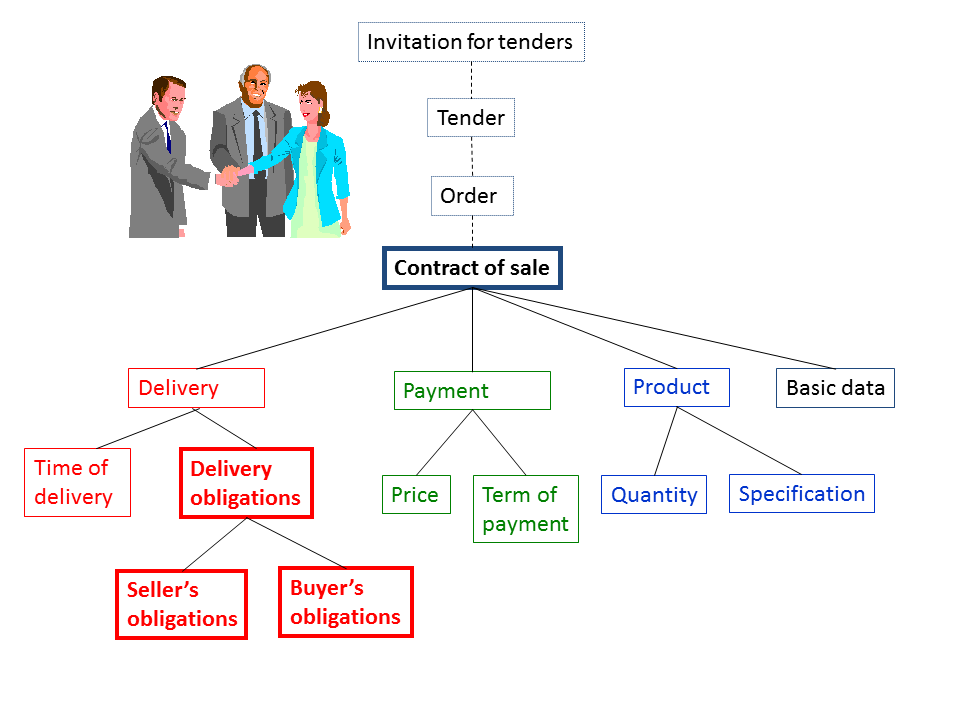 Invitation for tenders
Tender
Order
Contract of sale
Delivery
Payment
Product
Basic data
Time of
delivery
Delivery
obligations
Price
Term of
payment
Quantity
Specification
Seller’s
obligations
Buyer’s
obligations